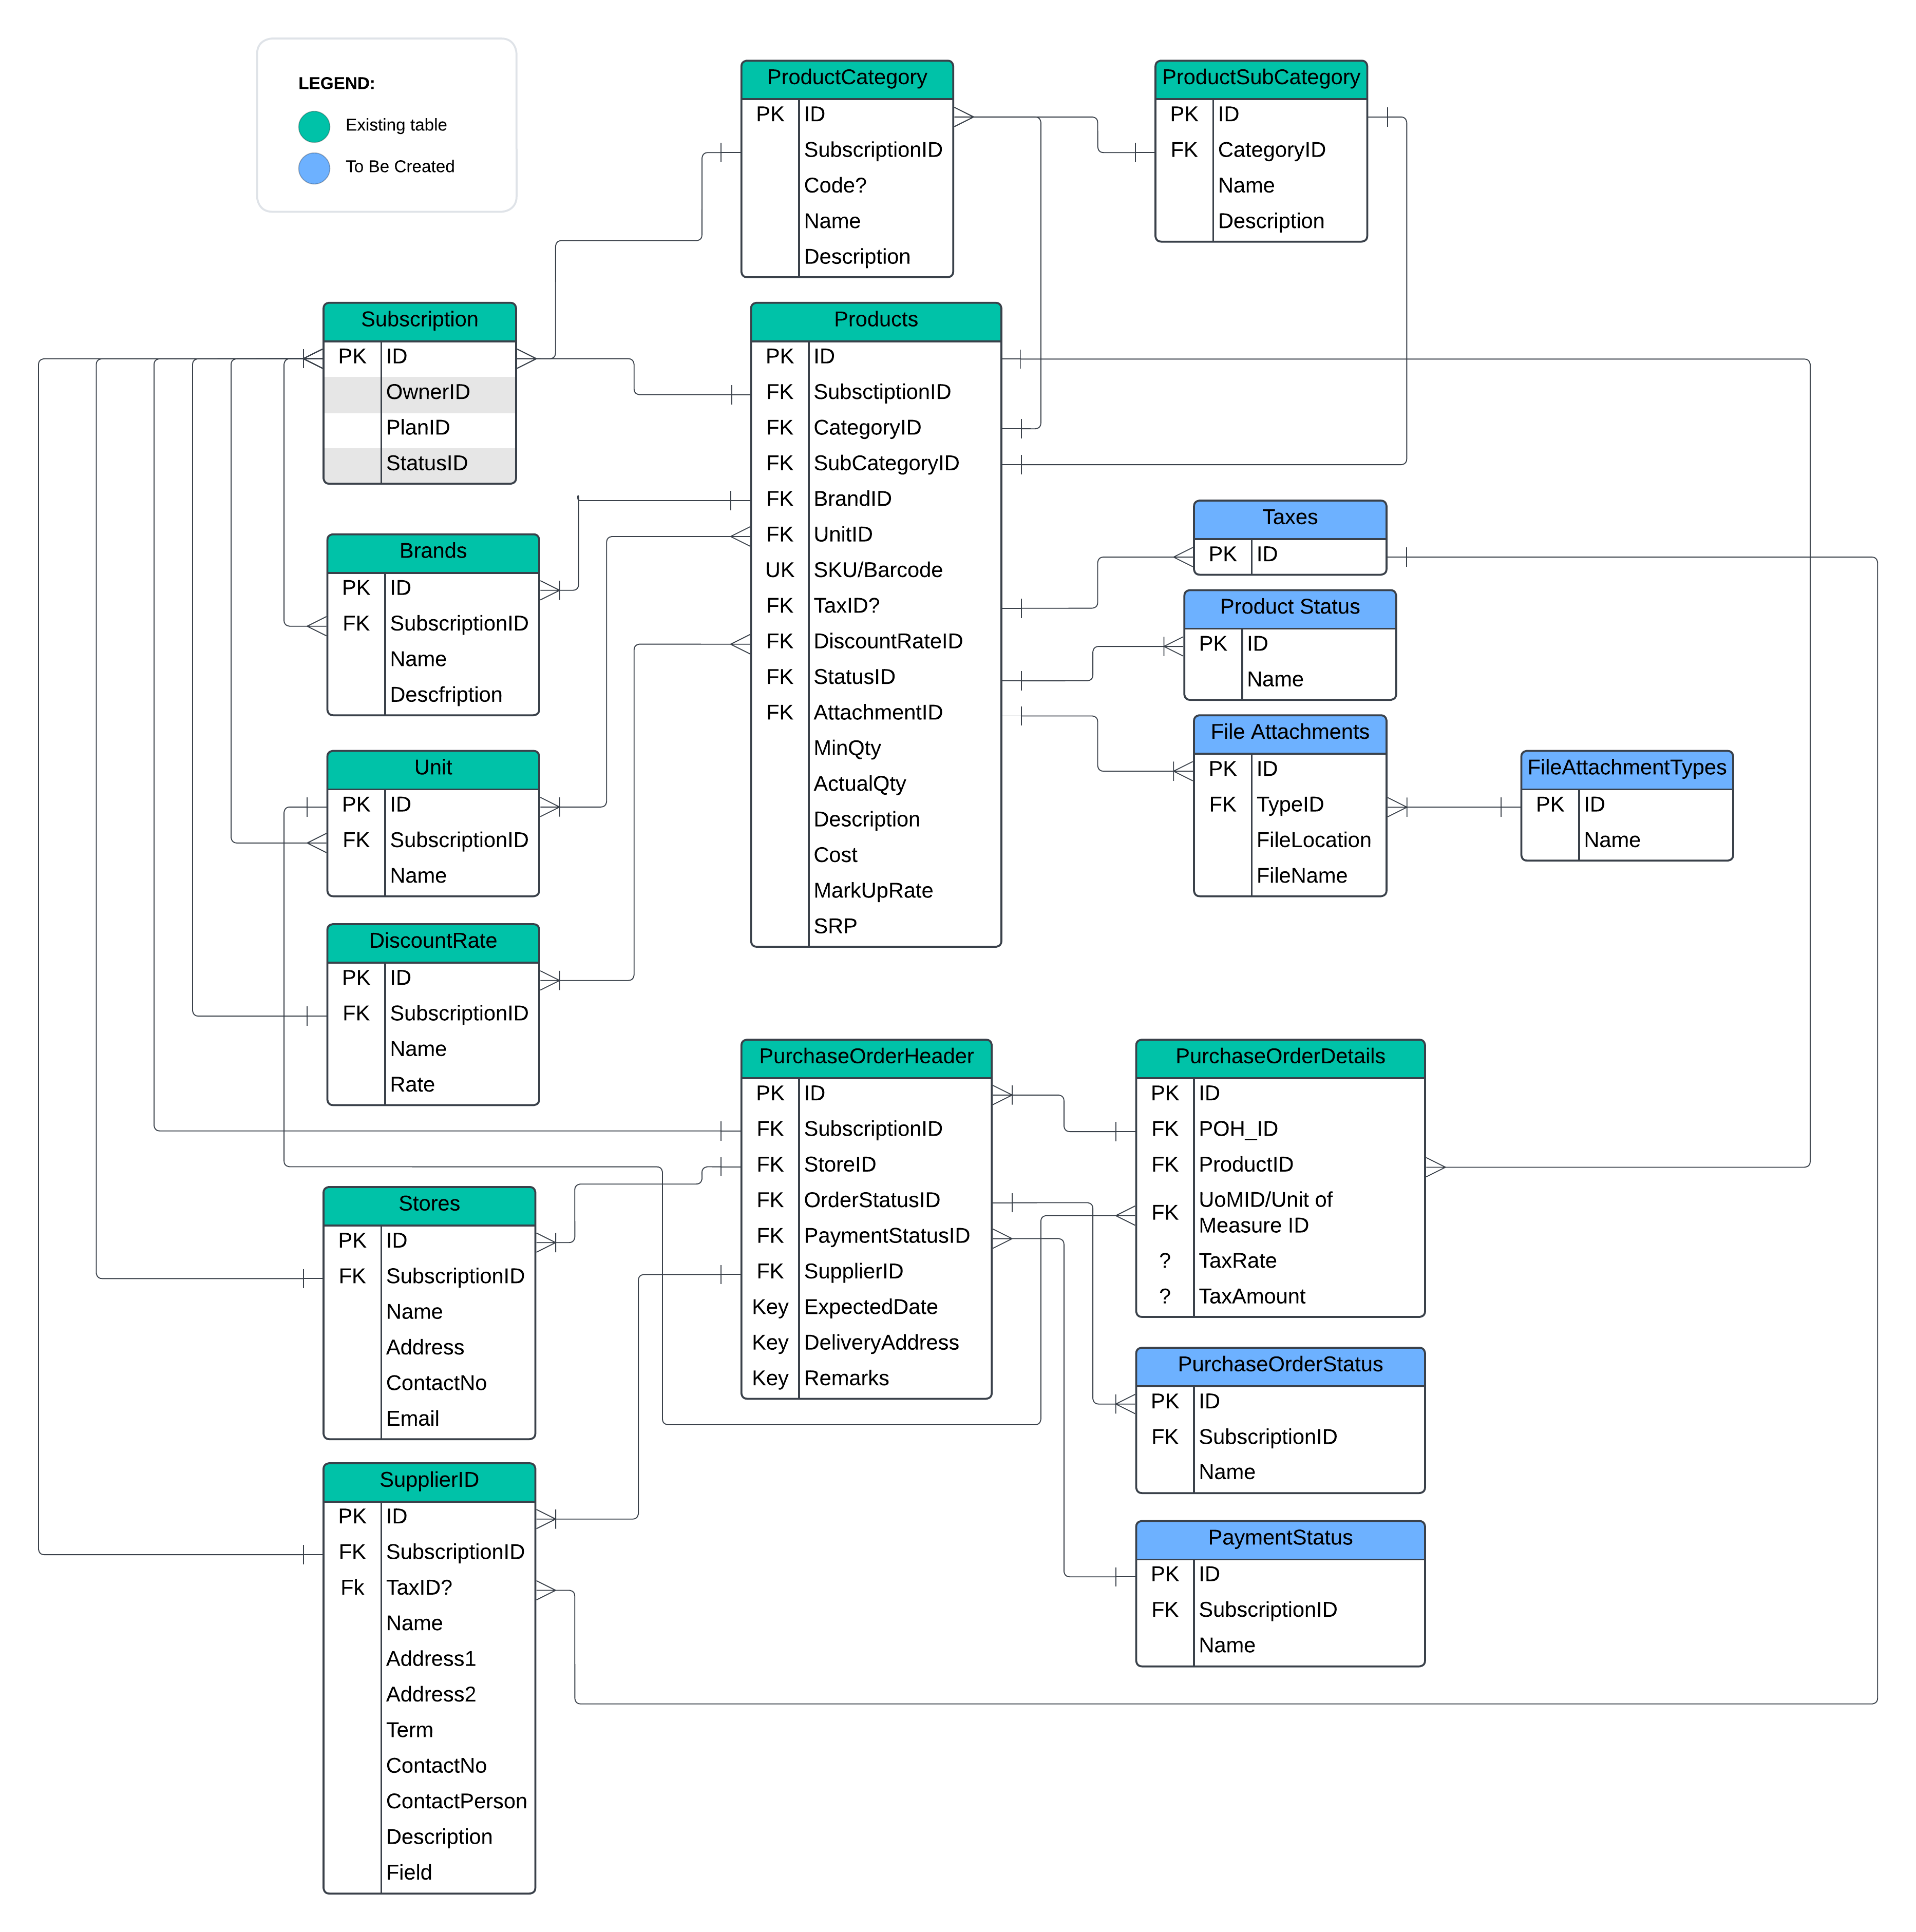 LEGEND:
Existing table
To Be Created
ProductCategory
PK ID
SubscriptionID
Code?
Name
Description
ProductSubCategory
PK ID
FK CategoryID
Name
Description
Subscription
PK ID
OwnerID
PlanID
StatusID
Products
PK ID
FK SubsctiptionID
FK CategoryID
FK SubCategoryID
FK BrandID
FK UnitID
UK SKU/Barcode
FK TaxID?
FK DiscountRateID
FK StatusID
FK AttachmentID
MinQty
ActualQty
Description
Cost
MarkUpRate
SRP
Taxes
PK ID
Product Status
PK ID
Name
File Attachments
PK ID
FK TypeID
FileLocation
FileName
FileAttachmentTypes
PK ID
Name
Brands
PK ID
FK SubscriptionID
Name
Descfription
Unit
PK ID
FK SubscriptionID
Name
DiscountRate
PK ID
FK SubscriptionID
Name
Rate
PurchaseOrderHeader
PK ID
FK SubscriptionID
FK StoreID
FK OrderStatusID
FK PaymentStatusID
FK SupplierID
Key ExpectedDate
Key DeliveryAddress
Key Remarks
PurchaseOrderDetails
PK ID
FK POH_ID
FK ProductID
FK UoMID/Unit of
Measure ID
? TaxRate
? TaxAmount
Stores
PK ID
FK SubscriptionID
Name
Address
ContactNo
Email
PurchaseOrderStatus
PK ID
FK SubscriptionID
Name
SupplierID
PK ID
FK SubscriptionID
Fk TaxID?
Name
Address1
Address2
Term
ContactNo
ContactPerson
Description
Field
PaymentStatus
PK ID
FK SubscriptionID
Name